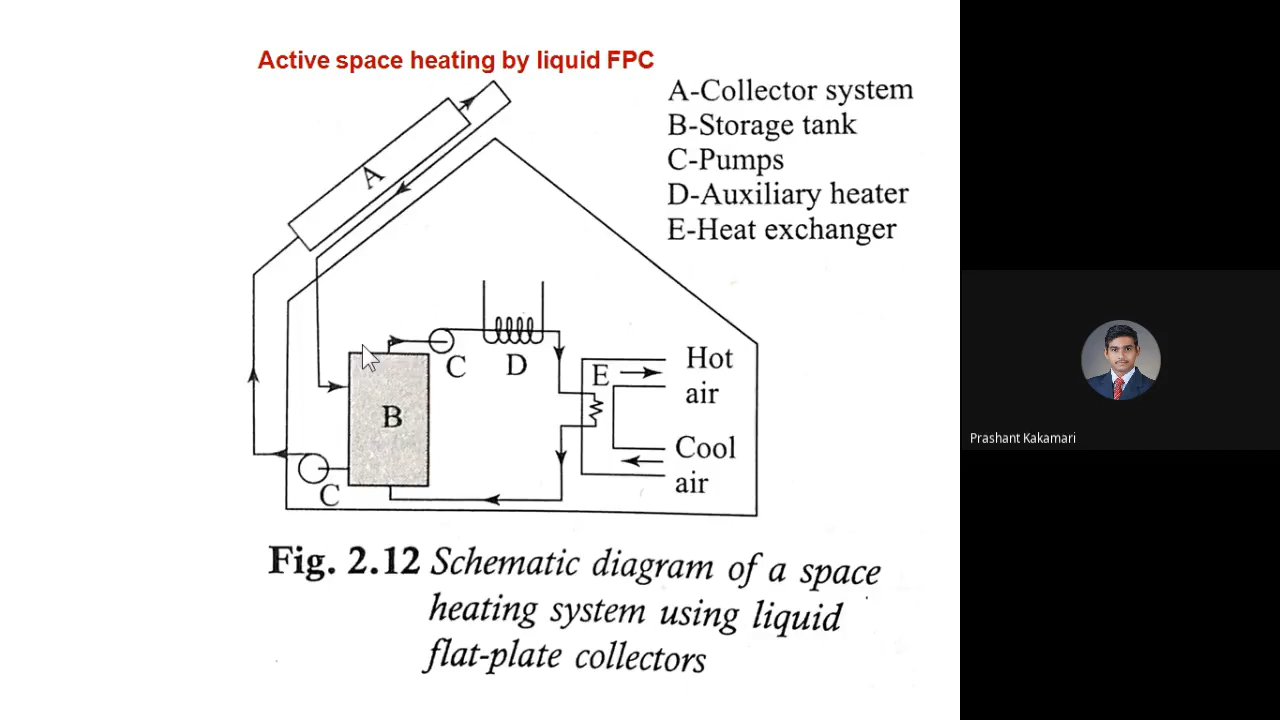 Active space heating by liquid FPC
A-Collector system
B-Storage tank
C-Pumps
D-Auxiliary heater
E-Heat exchanger
A
C
D
E
Hot
air
B
Cool
air
C
Prashant Kakamari
Fig. 2.12 Schematic diagram of a space
heating system using liquid
flat-plate collectors